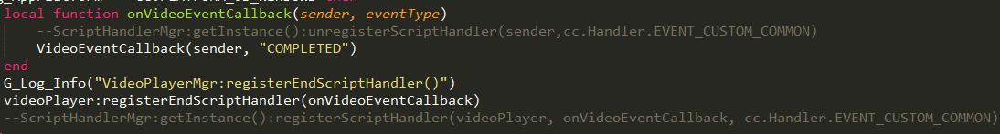 local function onVideoEventCallback(sender, eventType)
--ScriptHandlerMgr:getInstance():unregisterScriptHandler(sender,cc.Handler.EVENT_CUSTOM_COMMON)
VideoEventCallback(sender, "COMPLETED")
end
G_Log_Info("VideoPlayerMgr:registerEndScriptHandler()")
videoPlayer:registerEndScriptHandler(onVideoEventCallback)
--ScriptHandlerMgr:getInstance():registerScriptHandler(videoPlayer, onVideoEventCallback, cc.Handler.EVENT_CUSTOM_COMMON)